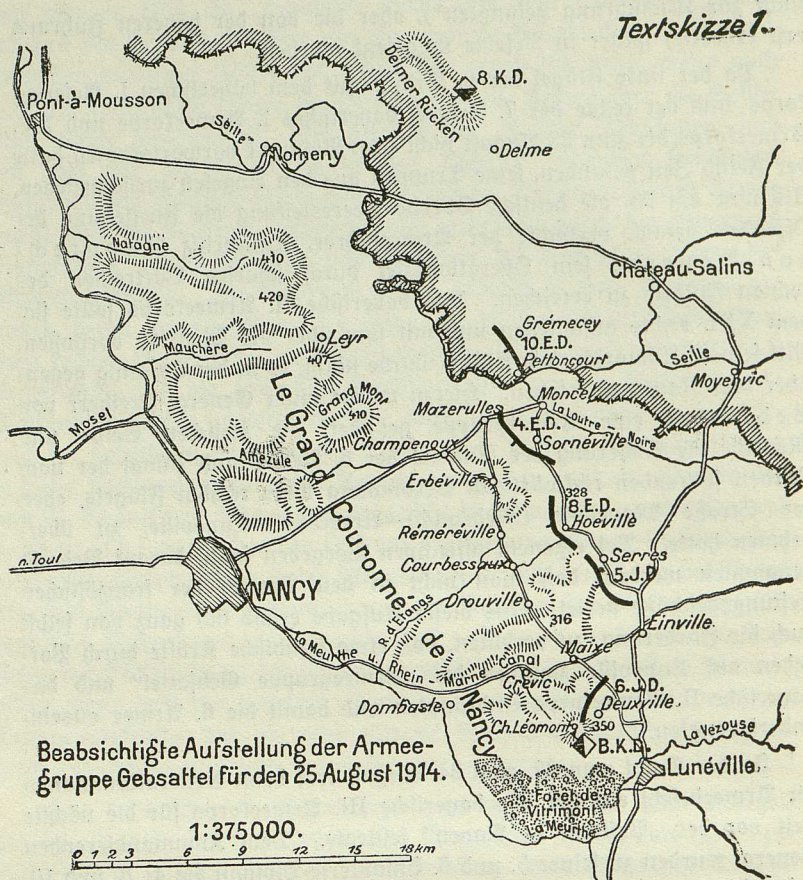 Textskizze 1.
Delmer Rücken
8.K.D.
Pont-à-Mousson
Seille
Nomeny
Delme
Natagne
410
420
Château-Salins
Leyr
407
Mauchère
Grand Mont
410
Grémecey
10.E.D.
Pettoncourt
Seille
Moyenvic
Mosel
Le Grand Couronné de Nancy
Mazerulles
Moncel
La Loutre-Noire
4.E.D.
Sornéville
Champenoux
Amezule
Erbéville
328
8.E.D.
Hoéville
Réméréville
Courbessaux
Serres
5.J.D.
n. Toul
NANCY
Drouville
316
R. d'Etangs
Einville
La Meurthe u. Rhein-Marne Canal
Maixe
Crévic
6.J.D.
Deuxville
Dombasle
Ch. Léomont
350
B.K.D.
La Vezouse
Lunéville.
Forêt de
Vitrimont
La Meurthe
Beabsichtigte Aufstellung der Armee-
gruppe Gebsattel für den 25. August 1914.
1:375000.
0 1 2 3 6 9 12 15 18 km